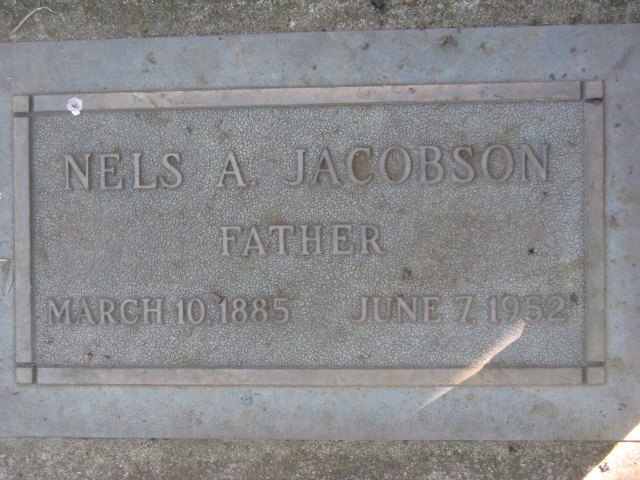 NELS A. JACOBSON
FATHER
MARCH 10, 1885 JUNE 7, 1952